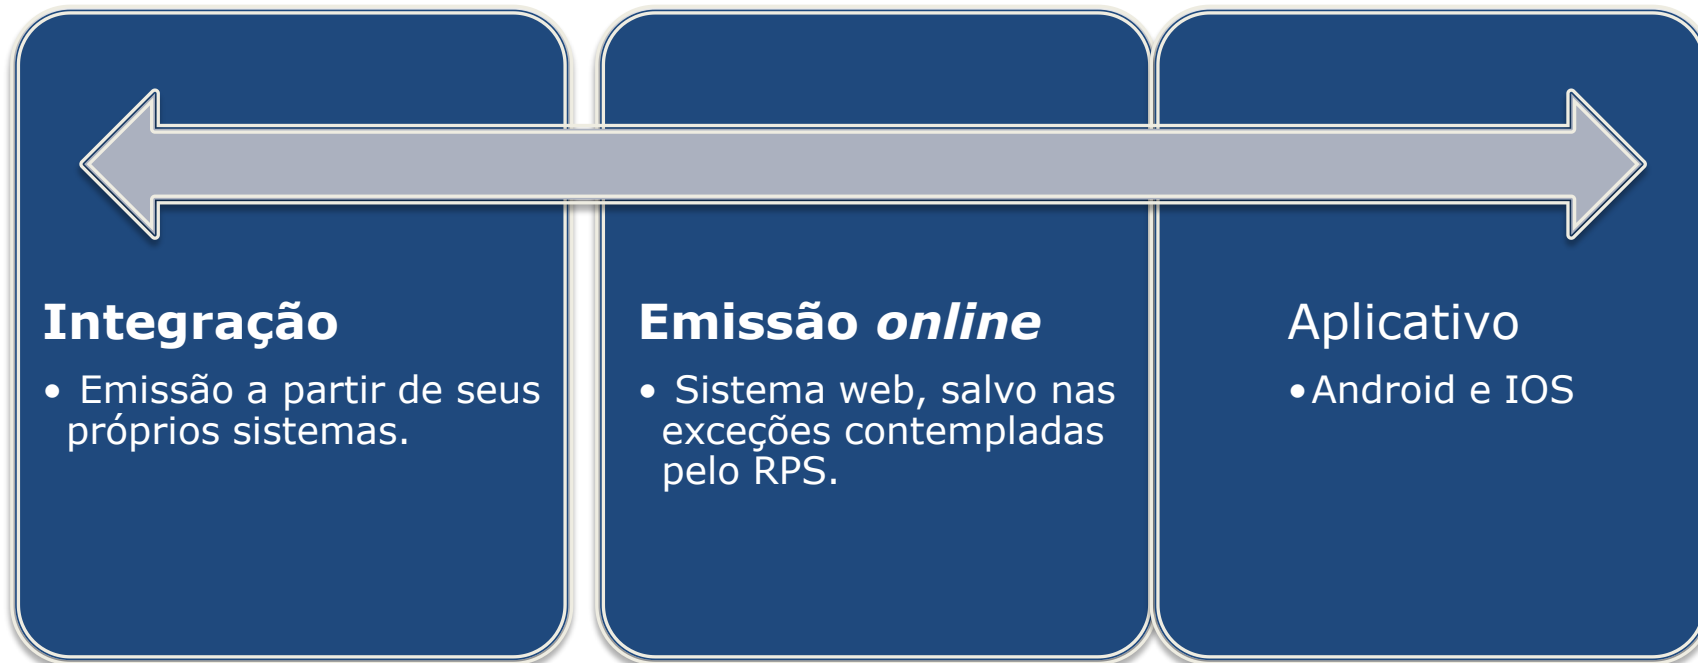 Integração
• Emissão a partir de seus
próprios sistemas.
Emissão online
• Sistema web, salvo nas
exceções contempladas
pelo RPS.
Aplicativo
•Android e IOS